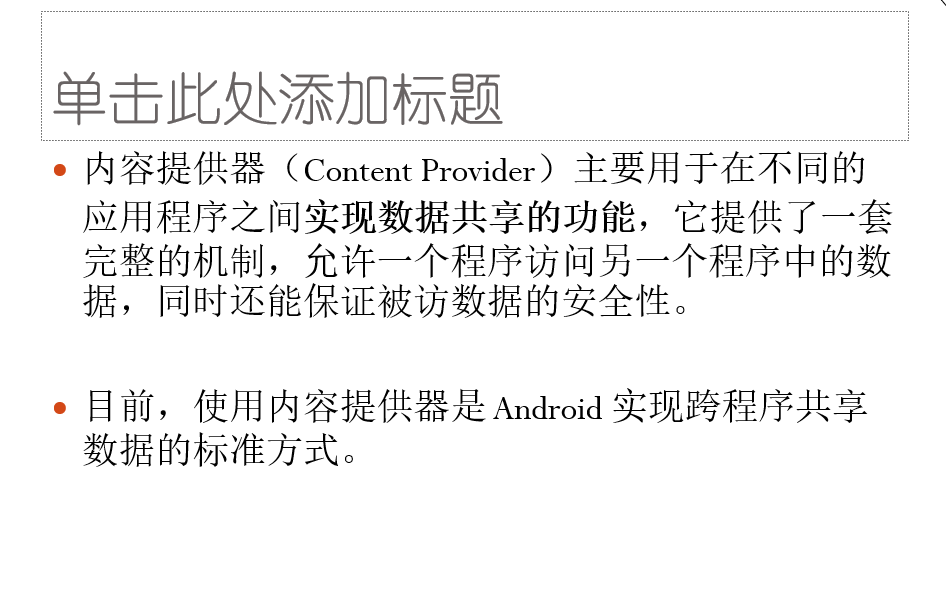 单击此处添加标题
• 内容提供器（Content Provider）主要用于在不同的
应用程序之间实现数据共享的功能，它提供了一套
完整的机制，允许一个程序访问另一个程序中的数
据，同时还能保证被访数据的安全性。
• 目前，使用内容提供器是Android 实现跨程序共享
数据的标准方式。